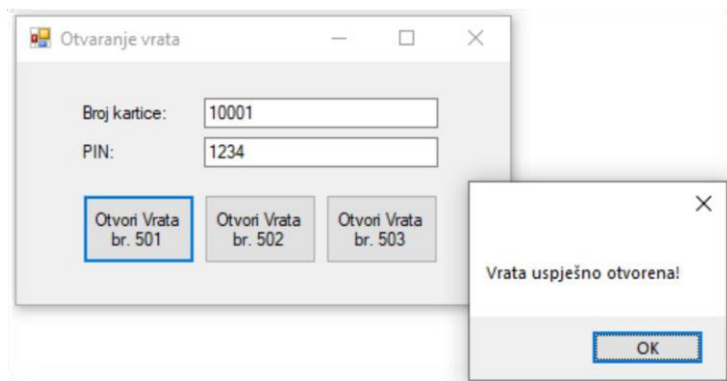 Otvaranje vrata
Broj kartice: 10001
PIN: 1234
Otvori Vrata br. 501
Otvori Vrata br. 502
Otvori Vrata br. 503
Vrata uspješno otvorena!
OK